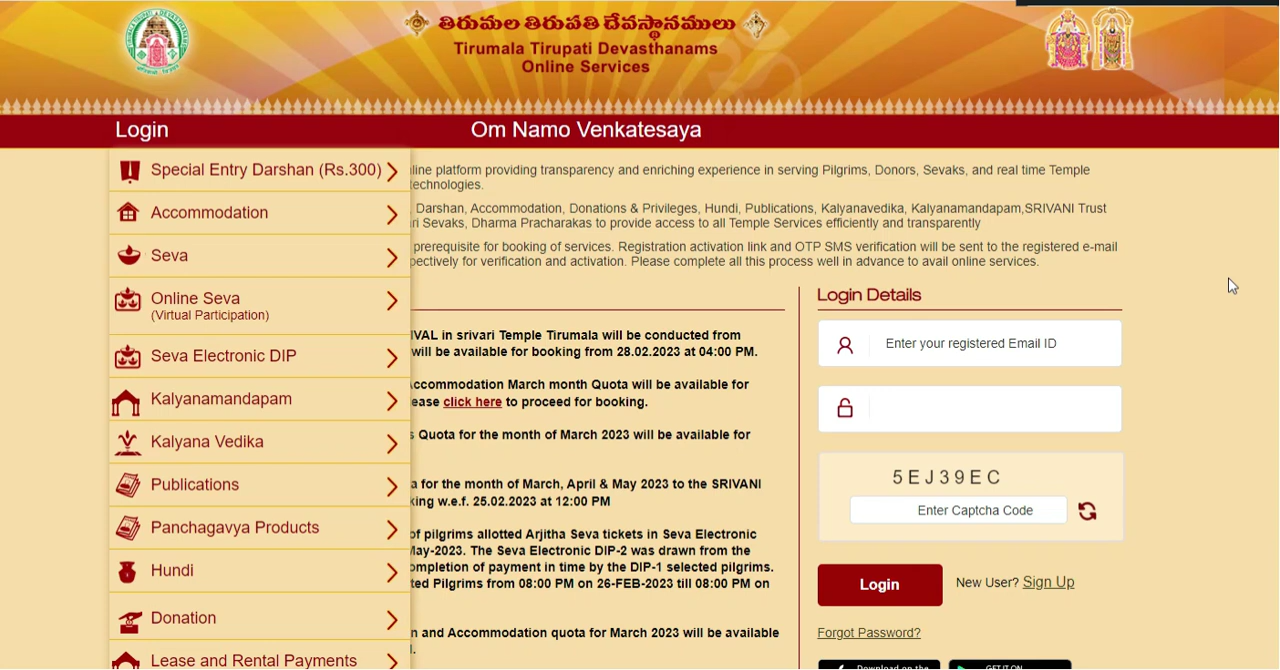 తిరుమల తిరుపతి దేవస్థానములు
Tirumala Tirupati Devasthanams
Online Services
Login
Om Namo Venkatesaya
Special Entry Darshan (Rs.300)
Accommodation
Seva
Online Seva
(Virtual Participation)
Seva Electronic DIP
Kalyanamandapam
Kalyana Vedika
Publications
Panchagavya Products
Hundi
Donation
Lease and Rental Payments
line platform providing transparency and enriching experience in serving Pilgrims, Donors, Sevaks, and real time Temple
technologies.
, Darshan, Accommodation, Donations & Privileges, Hundi, Publications, Kalyanavedika, Kalyanamandapam,SRIVANI Trust
ri Sevaks, Dharma Pracharakas to provide access to all Temple Services efficiently and transparently
prerequisite for booking of services. Registration activation link and OTP SMS verification will be sent to the registered e-mail
pectively for verification and activation. Please complete all this process well in advance to avail online services.
IVAL in srivari Temple Tirumala will be conducted from
will be available for booking from 28.02.2023 at 04:00 PM.
ccommodation March month Quota will be available for
ease click here to proceed for booking.
s Quota for the month of March 2023 will be available for
a for the month of March, April & May 2023 to the SRIVANI
king w.e.f. 25.02.2023 at 12:00 PM
of pilgrims allotted Arjitha Seva tickets in Seva Electronic
May-2023. The Seva Electronic DIP-2 was drawn from the
ompletion of payment in time by the DIP-1 selected pilgrims.
ted Pilgrims from 08:00 PM on 26-FEB-2023 till 08:00 PM on
n and Accommodation quota for March 2023 will be available
Login Details
Enter your registered Email ID
5EJ39EC
Enter Captcha Code
Login
New User? Sign Up
Forgot Password?
Download on the
GET IT ON